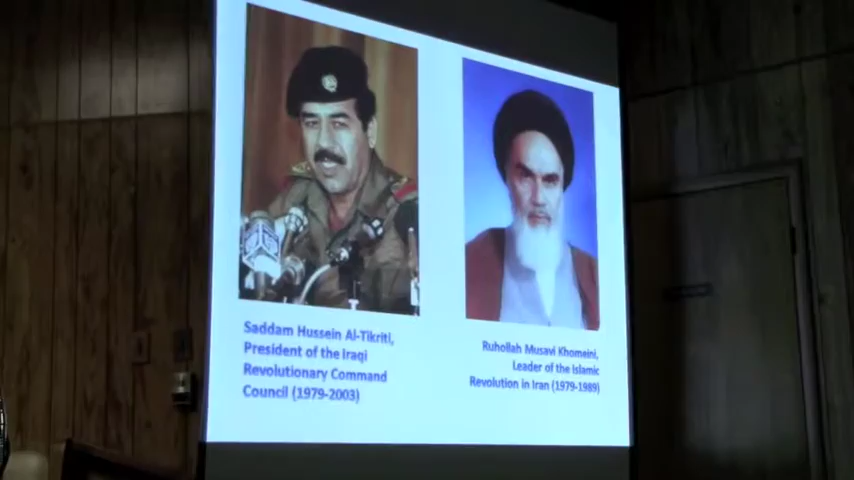 Saddam Hussein Al-Tikriti,
President of the Iraqi
Revolutionary Command
Council (1979-2003)
Ruhollah Musavi Khomeini,
Leader of the Islamic
Revolution in Iran (1979-1989)